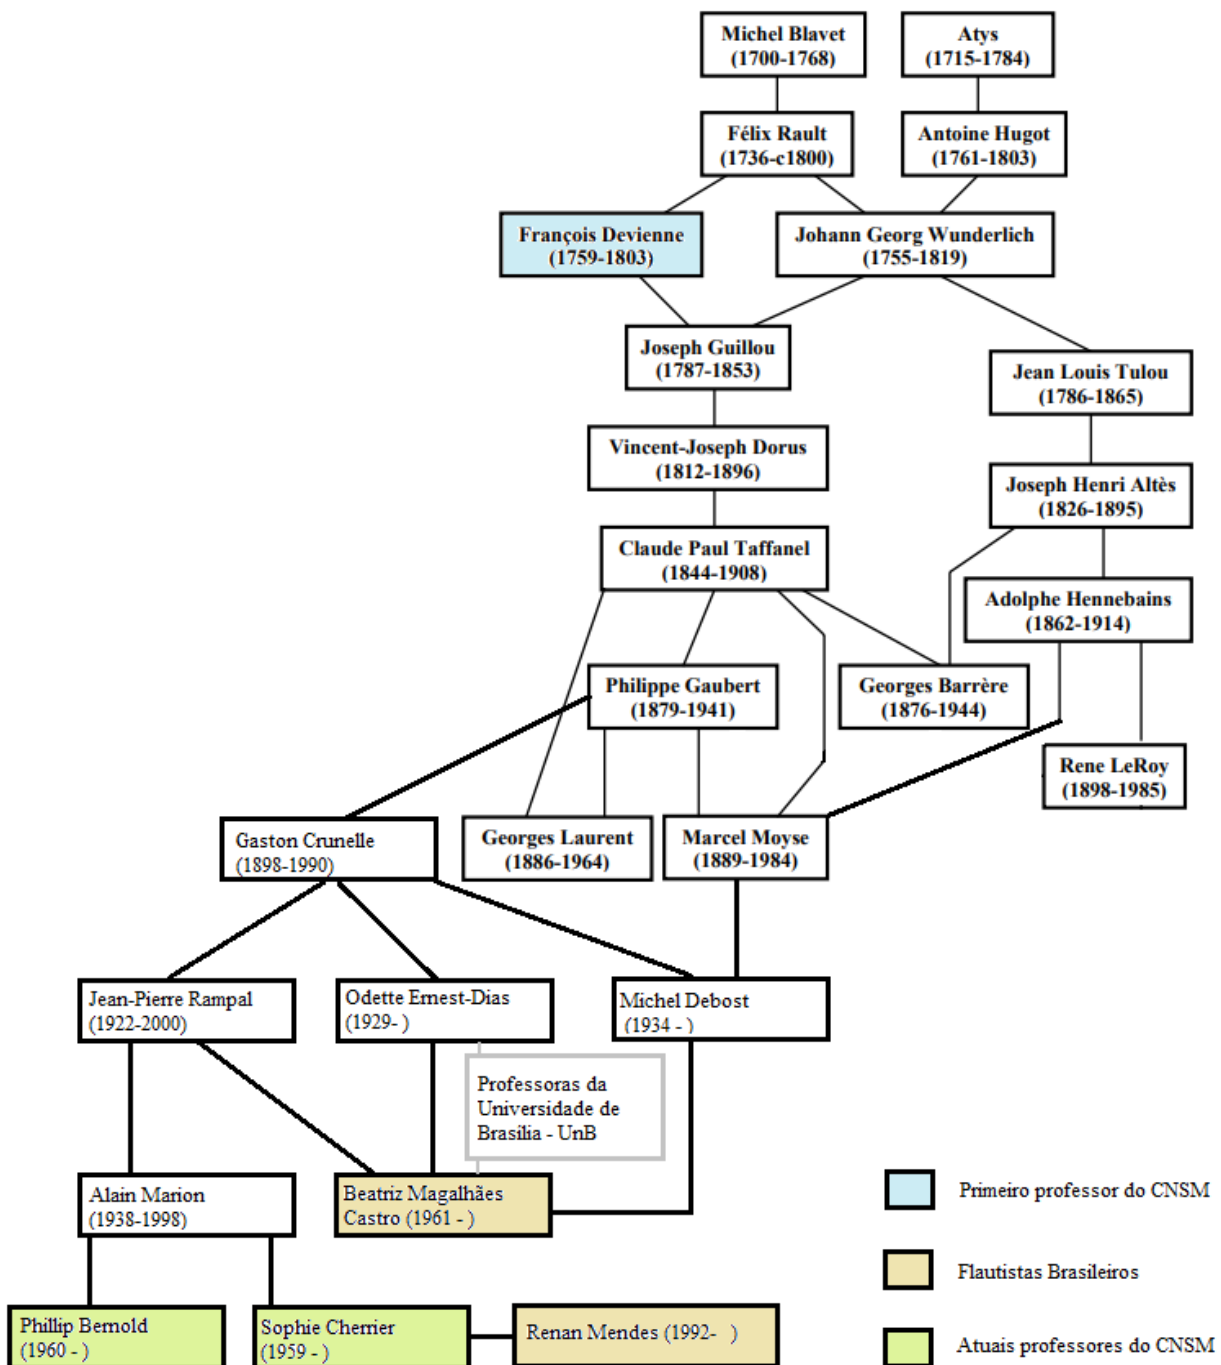 Michel Blavet
(1700-1768)
Atys
(1715-1784)
Félix Rault
(1736-c1800)
Antoine Hugot
(1761-1803)
François Devienne
(1759-1803)
Johann Georg Wunderlich
(1755-1819)
Joseph Guillou
(1787-1853)
Jean Louis Tulou
(1786-1865)
Vincent-Joseph Dorus
(1812-1896)
Joseph Henri Altès
(1826-1895)
Claude Paul Taffanel
(1844-1908)
Adolphe Hennebains
(1862-1914)
Philippe Gaubert
(1879-1941)
Georges Barrère
(1876-1944)
Rene LeRoy
(1898-1985)
Gaston Crunelle
(1898-1990)
Georges Laurent
(1886-1964)
Marcel Moyse
(1889-1984)
Jean-Pierre Rampal
(1922-2000)
Odette Ernest-Dias
(1929- )
Michel Debost
(1934 - )
Professoras da
Universidade de
Brasília - UnB
Alain Marion
(1938-1998)
Beatriz Magalhães
Castro (1961 - )
Primeiro professor do CNSM
Flautistas Brasileiros
Phillip Bernold
(1960 - )
Sophie Cherrier
(1959 - )
Renan Mendes (1992- )
Atuais professores do CNSM